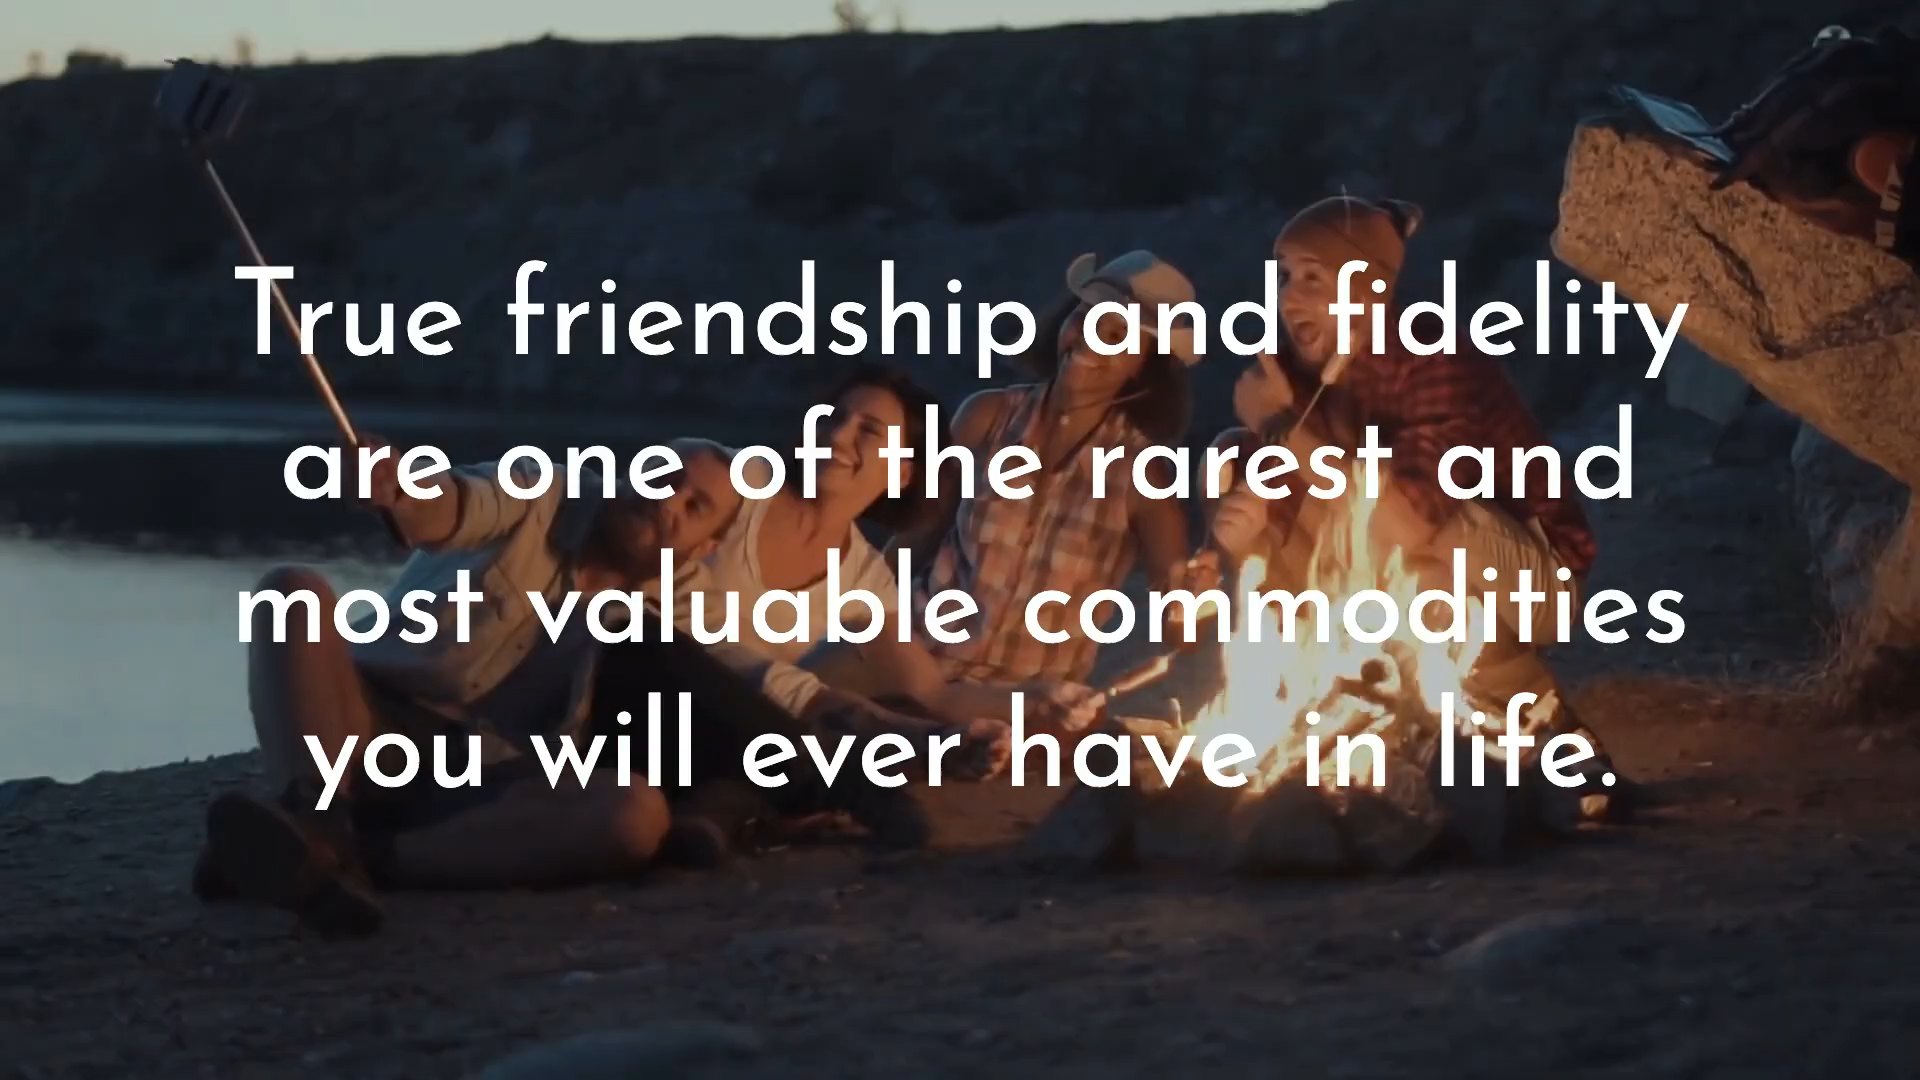 True friendship and fidelity
are one of the rarest and
most valuable commodities
you will ever have in life.